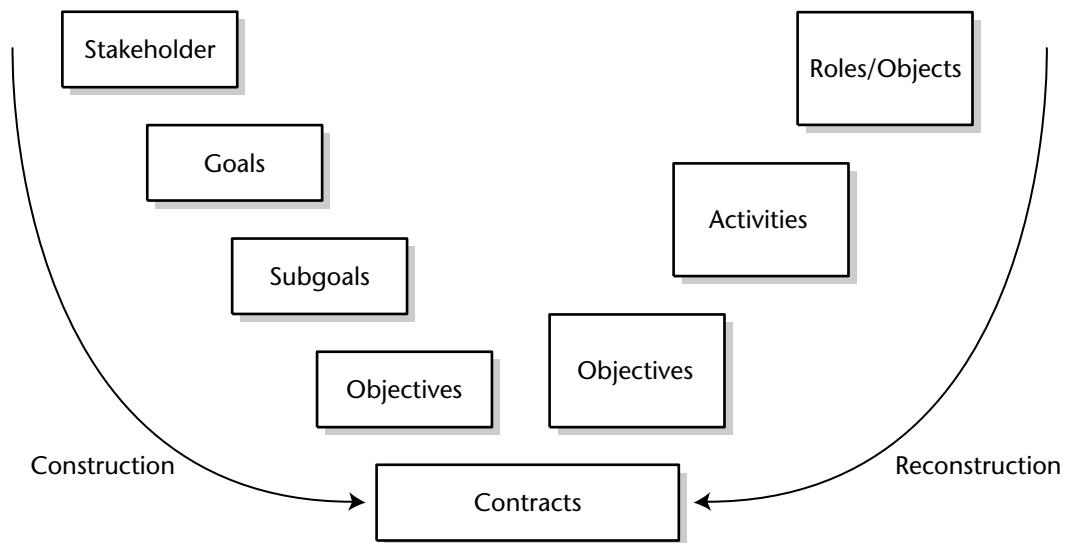 Stakeholder
Roles/Objects
Goals
Activities
Subgoals
Objectives
Objectives
Construction
Reconstruction
Contracts